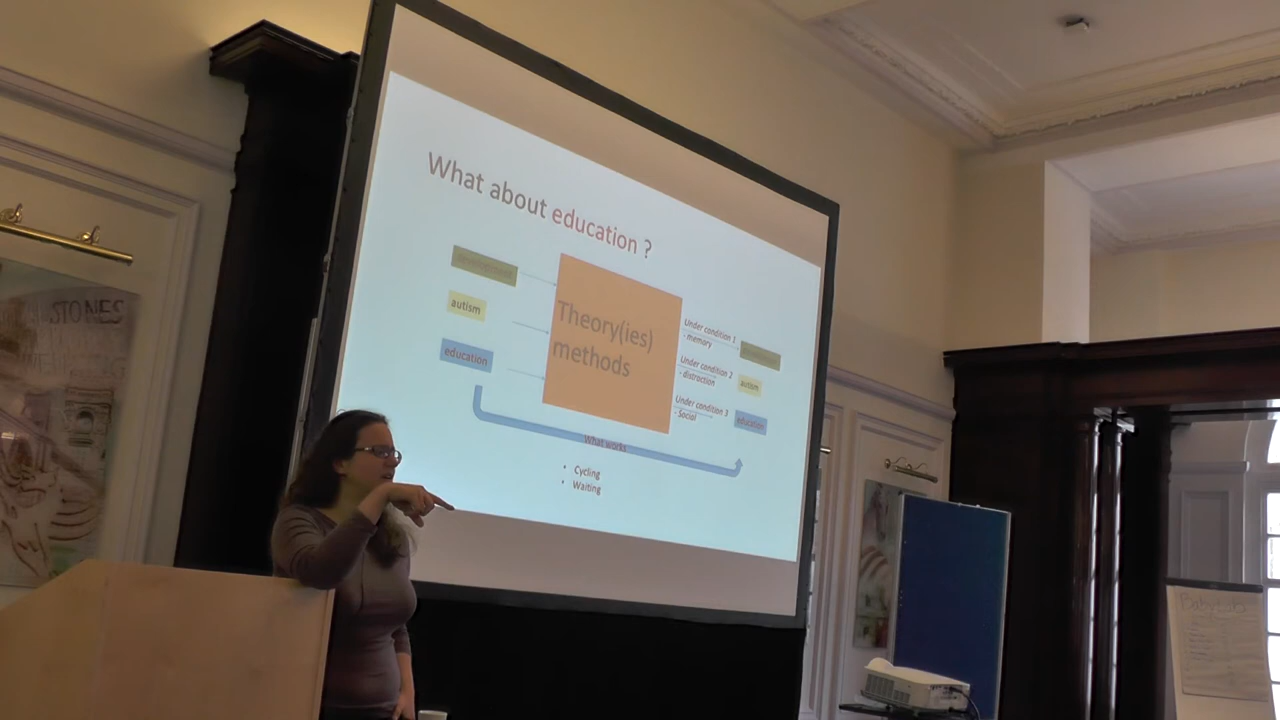 What about education ?
development
autism
education
Theory(ies)
methods
Under condition 1
- memory
Under condition 2
- distraction
Under condition 3
- Social
autism
education
What works
• Cycling
• Waiting
STONES